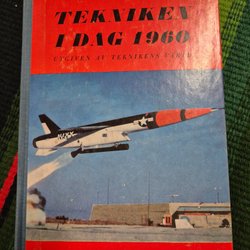 TEKNIKEN
I DAG 1960
UTGIVEN AV TEKNIKENS VÄRLD